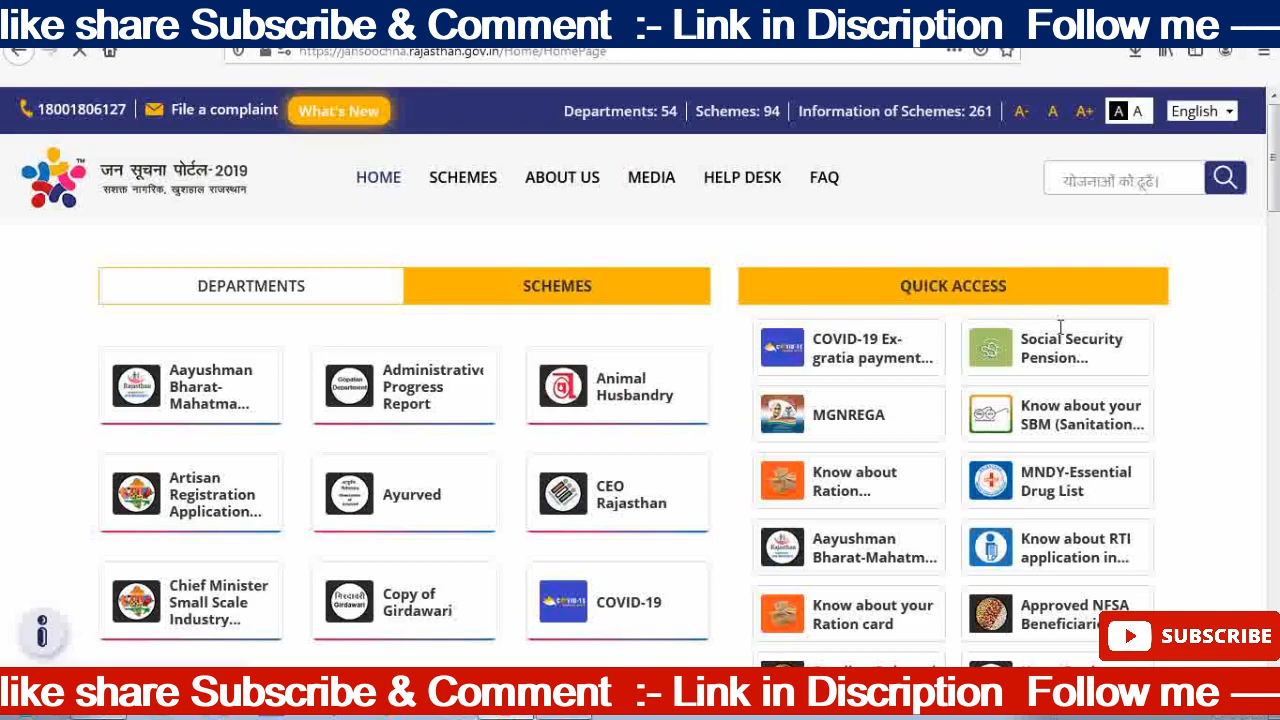 like share Subscribe & Comment :- Link in Discription Follow me —
https://jansoochna.rajasthan.gov.in/Home/HomePage
18001806127 File a complaint What's New Departments: 54 Schemes: 94 Information of Schemes: 261 A- A A+ A A English
जन सूचना पोर्टल-2019
सशक्त नागरिक, खुशहाल राजस्थान
HOME SCHEMES ABOUT US MEDIA HELP DESK FAQ
योजनाओं को ढूढें।
DEPARTMENTS SCHEMES
Aayushman
Bharat-
Mahatma...
Administrative
Progress
Report
Animal
Husbandry
Artisan
Registration
Application...
Ayurved
CEO
Rajasthan
Chief Minister
Small Scale
Industry...
Copy of
Girdawari
COVID-19
QUICK ACCESS
COVID-19 Ex-
gratia payment...
Social Security
Pension...
MGNREGA
Know about your
SBM (Sanitation...
Know about
Ration...
MNDY-Essential
Drug List
Aayushman
Bharat-Mahatm...
Know about RTI
application in...
Know about your
Ration card
Approved NFSA
Beneficiari
SUBSCRIBE
like share Subscribe & Comment :- Link in Discription Follow me —